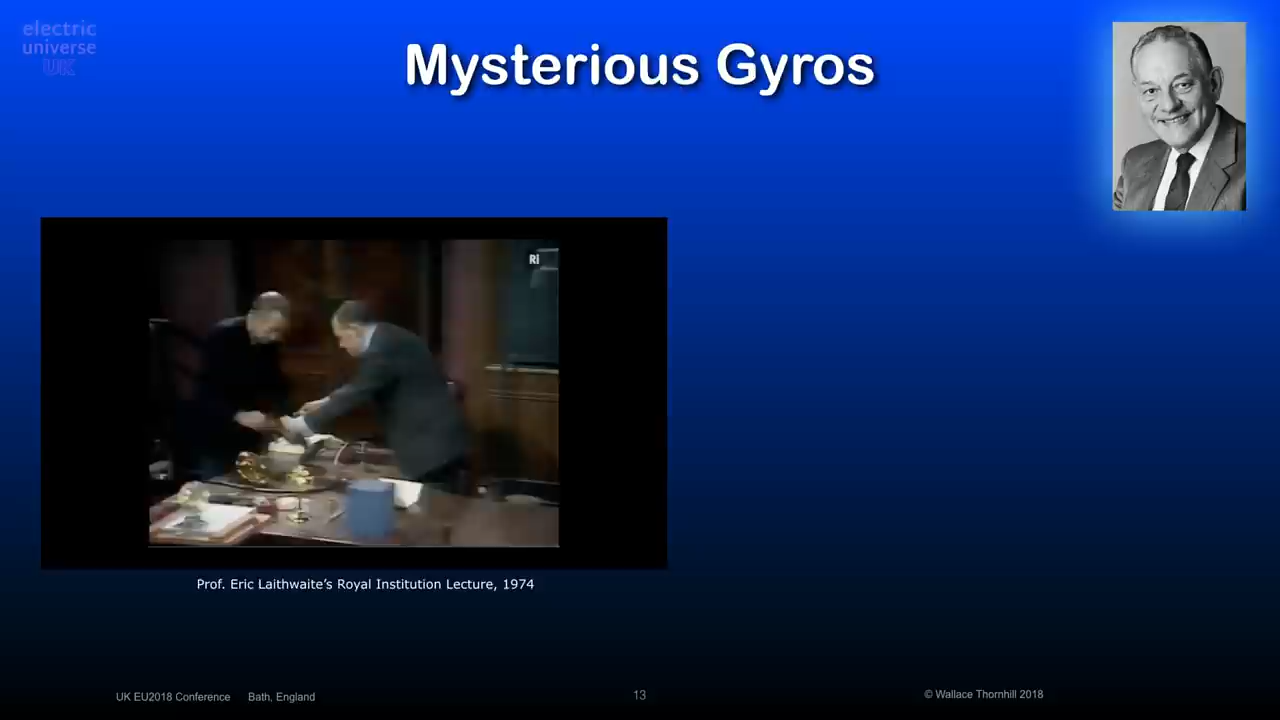 electric
universe
UK
Mysterious Gyros
Ri
Prof. Eric Laithwaite’s Royal Institution Lecture, 1974
UK EU2018 Conference Bath, England
13
© Wallace Thornhill 2018